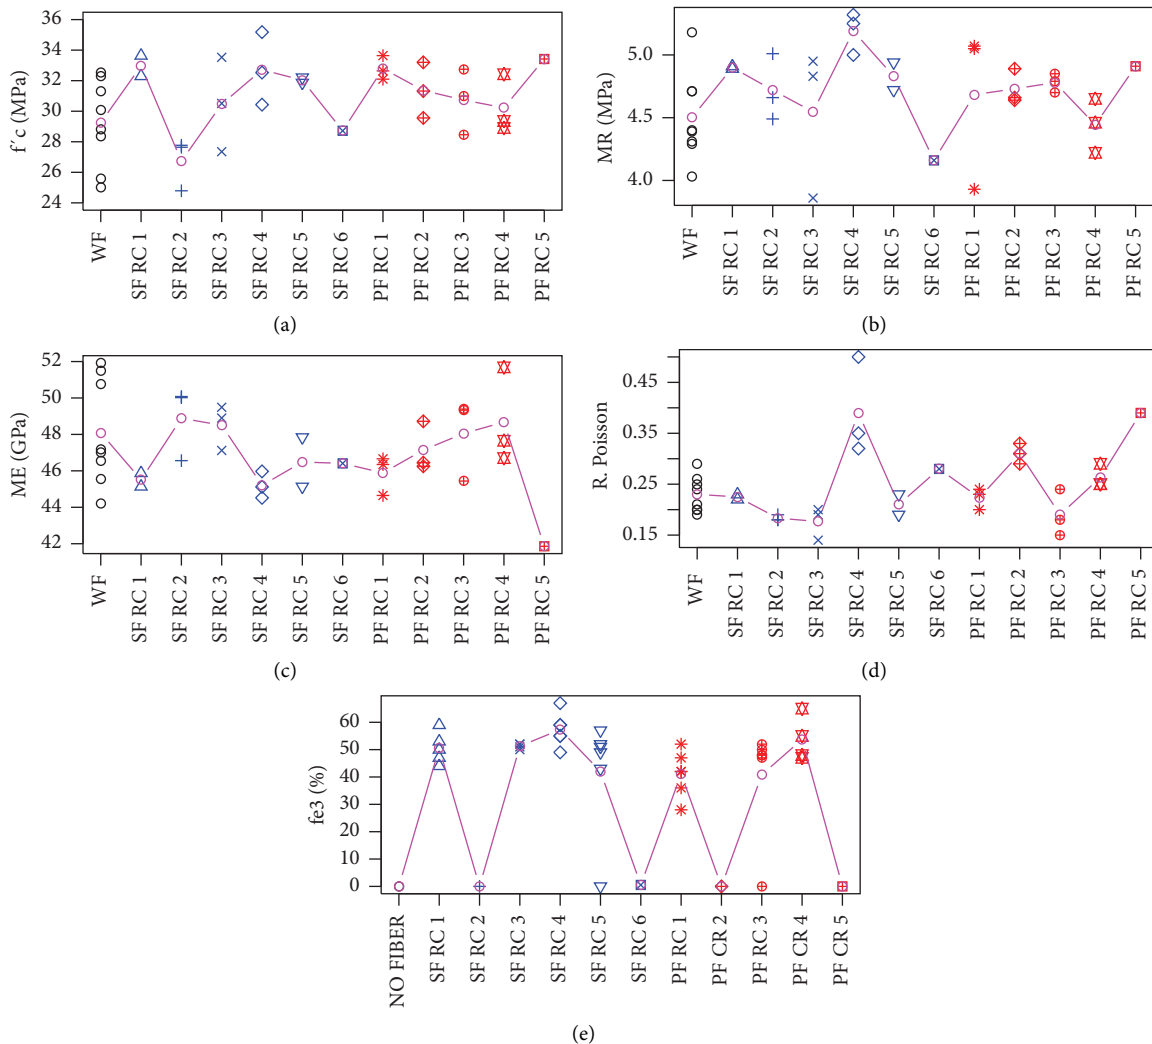 36
34
32
30
28
26
24
f′c (MPa)
WF
SF RC 1
SF RC 2
SF RC 3
SF RC 4
SF RC 5
SF RC 6
PF RC 1
PF RC 2
PF RC 3
PF RC 4
PF RC 5
(a)
5.0
4.5
4.0
MR (MPa)
WF
SF RC 1
SF RC 2
SF RC 3
SF RC 4
SF RC 5
SF RC 6
PF RC 1
PF RC 2
PF RC 3
PF RC 4
PF RC 5
(b)
52
50
48
46
44
42
ME (GPa)
WF
SF RC 1
SF RC 2
SF RC 3
SF RC 4
SF RC 5
SF RC 6
PF RC 1
PF RC 2
PF RC 3
PF RC 4
PF RC 5
(c)
0.45
0.35
0.25
0.15
R. Poisson
WF
SF RC 1
SF RC 2
SF RC 3
SF RC 4
SF RC 5
SF RC 6
PF RC 1
PF RC 2
PF RC 3
PF RC 4
PF RC 5
(d)
60
50
40
30
20
10
0
fe3 (%)
NO FIBER
SF RC 1
SF RC 2
SF RC 3
SF RC 4
SF RC 5
SF RC 6
PF RC 1
PF CR 2
PF RC 3
PF CR 4
PF CR 5
(e)